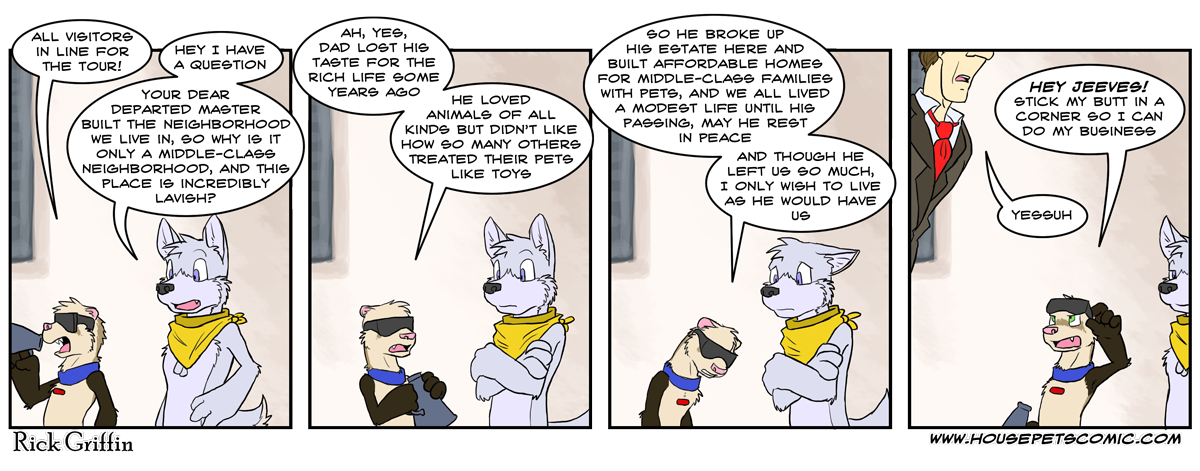 ALL VISITORS
IN LINE FOR
THE TOUR!
HEY I HAVE
A QUESTION
YOUR DEAR
DEPARTED MASTER
BUILT THE NEIGHBORHOOD
WE LIVE IN, SO WHY IS IT
ONLY A MIDDLE-CLASS
NEIGHBORHOOD, AND THIS
PLACE IS INCREDIBLY
LAVISH?
AH, YES,
DAD LOST HIS
TASTE FOR THE
RICH LIFE SOME
YEARS AGO
HE LOVED
ANIMALS OF ALL
KINDS BUT DIDN'T LIKE
HOW SO MANY OTHERS
TREATED THEIR PETS
LIKE TOYS
SO HE BROKE UP
HIS ESTATE HERE AND
BUILT AFFORDABLE HOMES
FOR MIDDLE-CLASS FAMILIES
WITH PETS, AND WE ALL LIVED
A MODEST LIFE UNTIL HIS
PASSING, MAY HE REST
IN PEACE
AND THOUGH HE
LEFT US SO MUCH,
I ONLY WISH TO LIVE
AS HE WOULD HAVE
US
HEY JEEVES!
STICK MY BUTT IN A
CORNER SO I CAN
DO MY BUSINESS
YESSUH
Rick Griffin
WWW.HOUSEPETSCOMIC.COM